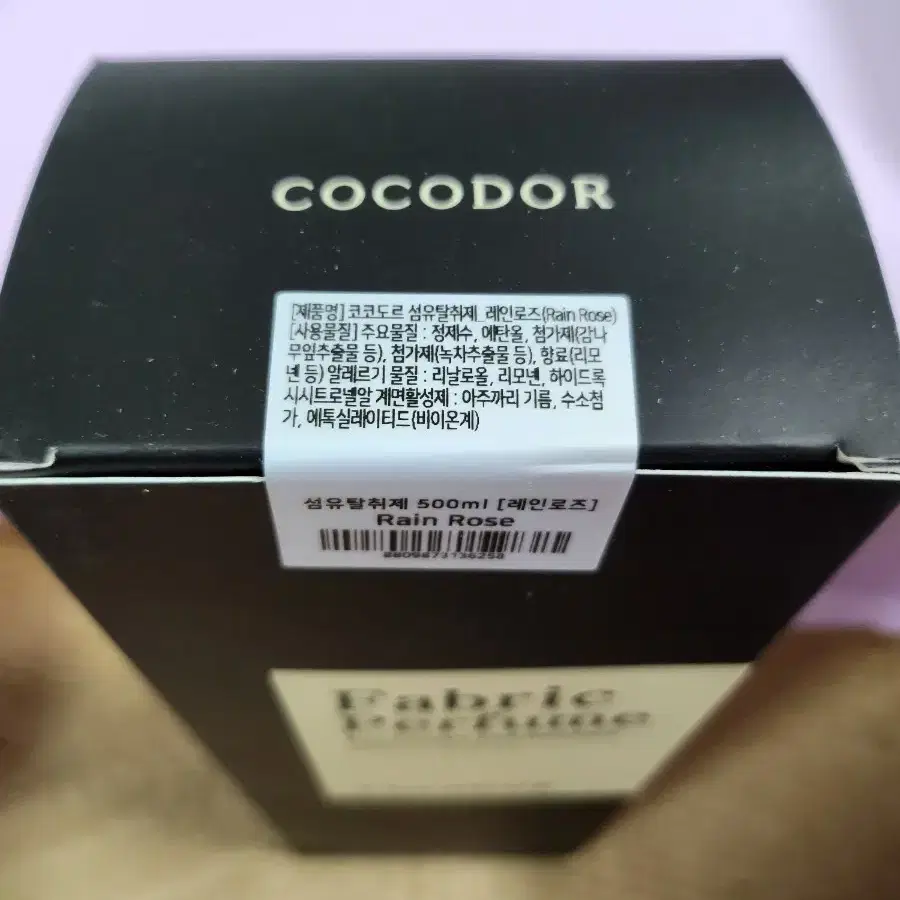 COCODOR
[제품명] 코코도르 섬유탈취제_레인로즈(Rain Rose)
[사용물질] 주요물질 : 정제수, 에탄올, 첨가제(감나
무잎추출물 등), 첨가제(녹차추출물 등), 향료(리모
넨 등) 알레르기 물질 : 리날로올, 리모넨, 하이드록
시시트로넬알 계면활성제 : 아주까리 기름, 수소첨
가, 에톡실레이티드(비이온계)
섬유탈취제 500ml [레인로즈]
Rain Rose
8809873136258
Fabric
Perfume